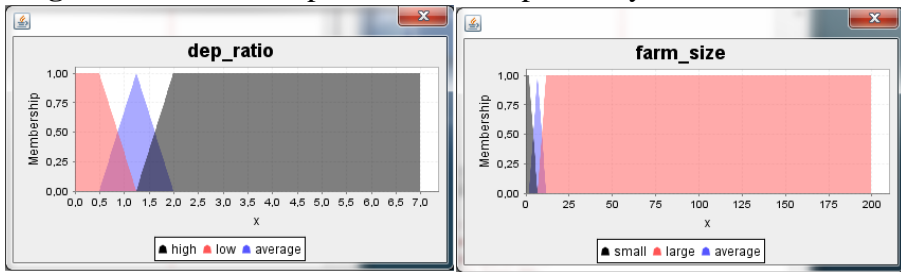 dep_ratio
1,00
0,75
0,50
0,25
0,00
Membership
0,0 0,5 1,0 1,5 2,0 2,5 3,0 3,5 4,0 4,5 5,0 5,5 6,0 6,5 7,0
x
high low average
farm_size
1,00
0,75
0,50
0,25
0,00
Membership
0 25 50 75 100 125 150 175 200
x
small large average